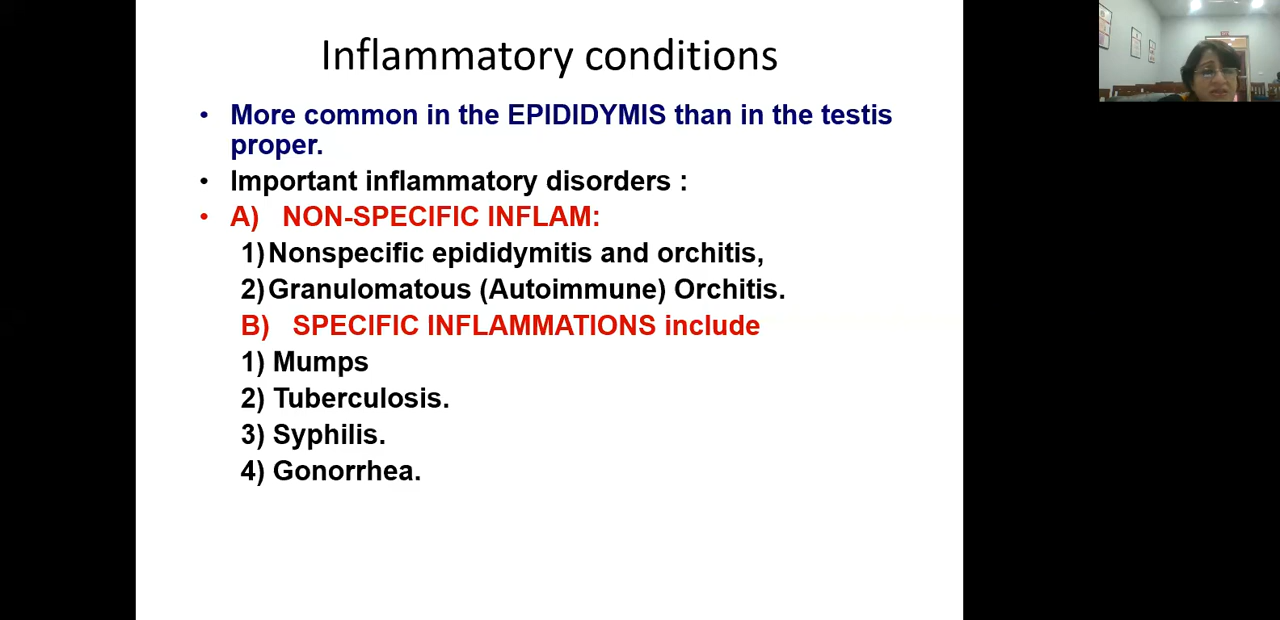 Inflammatory conditions
• More common in the EPIDIDYMIS than in the testis
proper.
• Important inflammatory disorders :
• A) NON-SPECIFIC INFLAM:
1) Nonspecific epididymitis and orchitis,
2) Granulomatous (Autoimmune) Orchitis.
B) SPECIFIC INFLAMMATIONS include
1) Mumps
2) Tuberculosis.
3) Syphilis.
4) Gonorrhea.